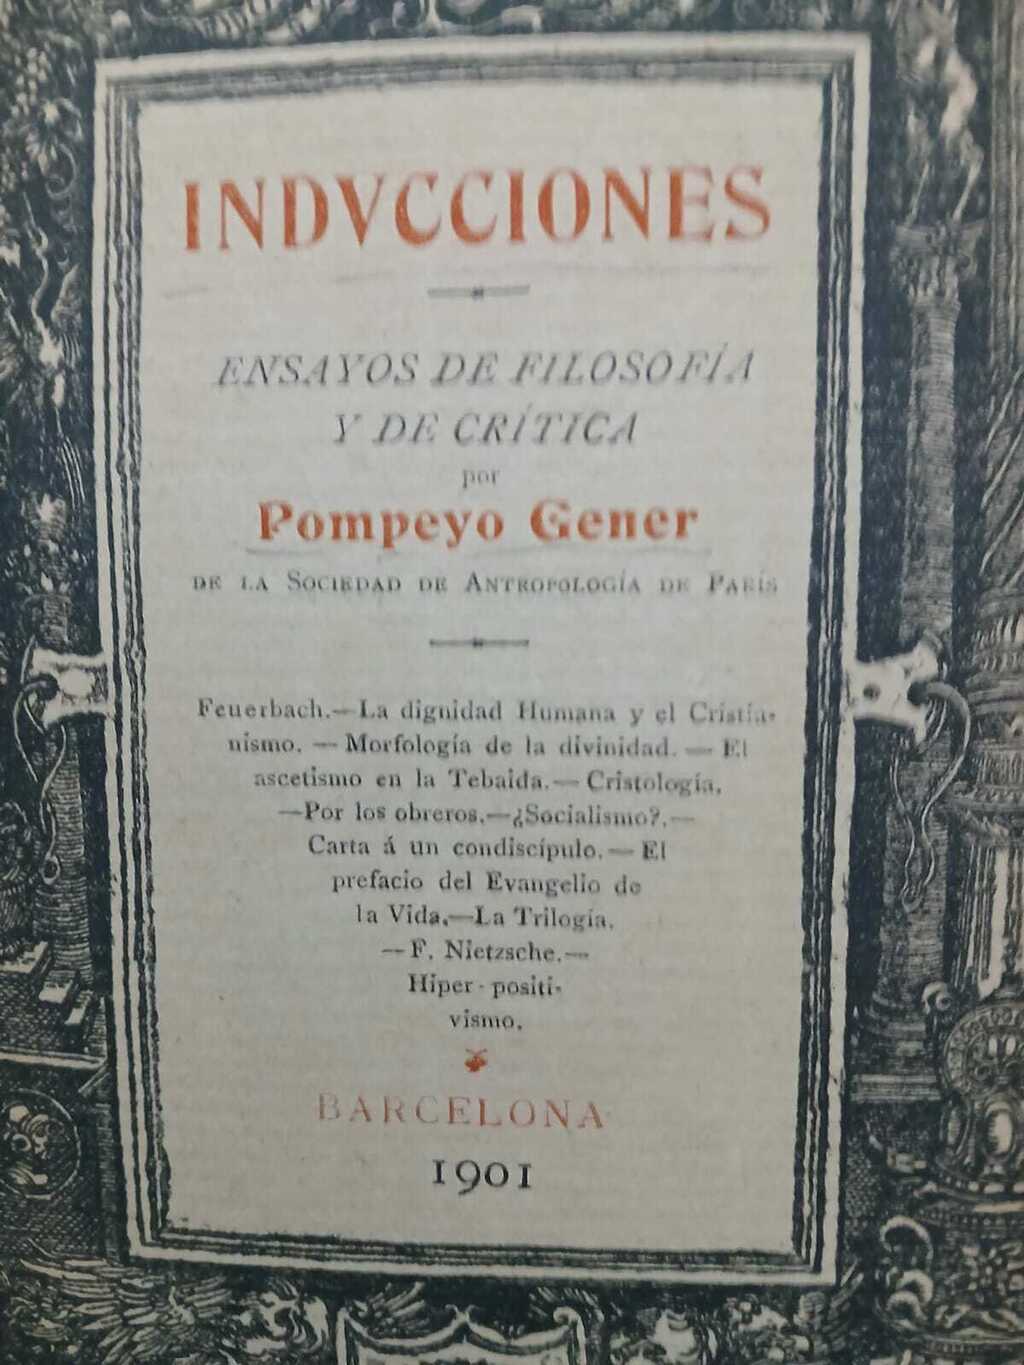 INDVCCIONES
ENSAYOS DE FILOSOFÍA
Y DE CRÍTICA
por
Pompeyo Gener
DE LA SOCIEDAD DE ANTROPOLOGÍA DE PARÍS
Feuerbach.—La dignidad Humana y el Cristia-
nismo. — Morfología de la divinidad. — El
ascetismo en la Tebaida.— Cristología.
—Por los obreros.—¿Socialismo?.—
Carta á un condiscípulo.— El
prefacio del Evangelio de
la Vida.—La Trilogía.
— F. Nietzsche.—
Hiper-positi-
vismo.
BARCELONA
1901